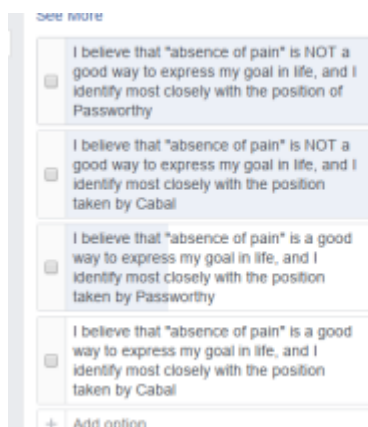 See More
I believe that "absence of pain" is NOT a
good way to express my goal in life, and I
identify most closely with the position of
Passworthy
I believe that "absence of pain" is NOT a
good way to express my goal in life, and I
identify most closely with the position
taken by Cabal
I believe that "absence of pain" is a good
way to express my goal in life, and I
identify most closely with the position
taken by Passworthy
I believe that "absence of pain" is a good
way to express my goal in life, and I
identify most closely with the position
taken by Cabal
+ Add option